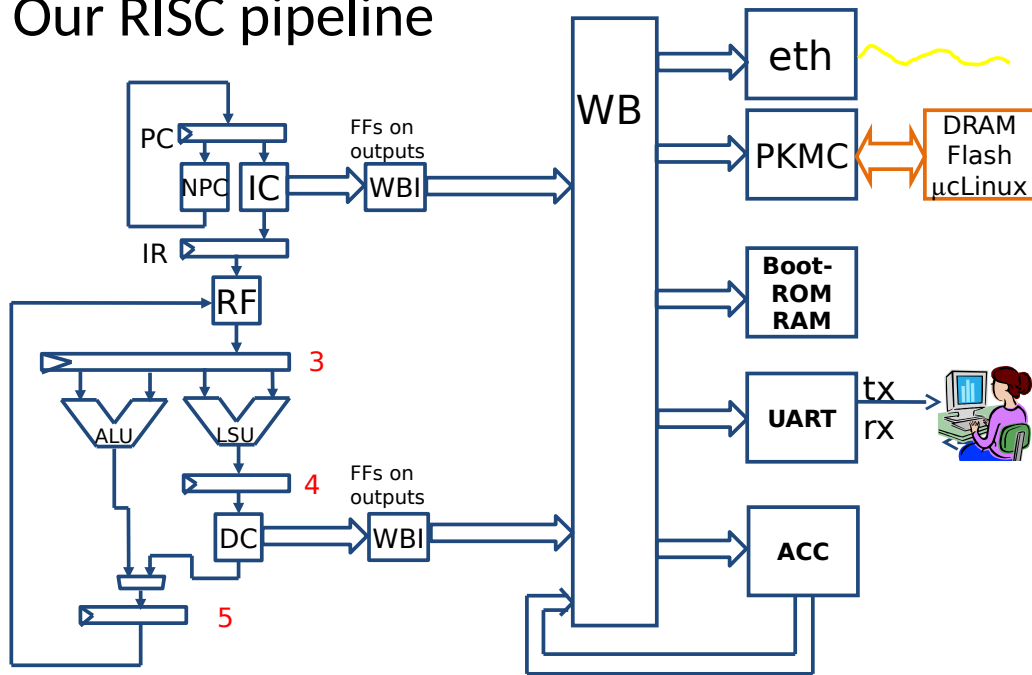 Our RISC pipeline
PC
NPC
IC
FFs on
outputs
WBI
IR
RF
3
ALU
LSU
4
FFs on
outputs
DC
WBI
5
WB
eth
PKMC
DRAM
Flash
µcLinux
Boot-
ROM
RAM
UART
tx
rx
ACC